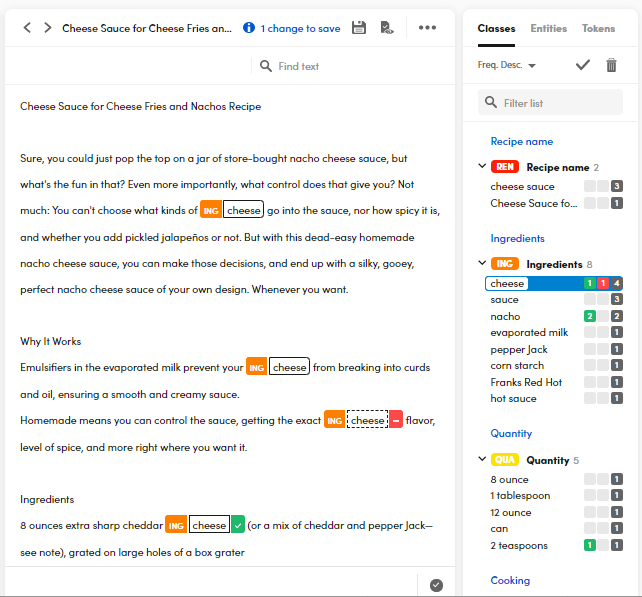 Cheese Sauce for Cheese Fries an... 1 change to save
Find text
Cheese Sauce for Cheese Fries and Nachos Recipe
Sure, you could just pop the top on a jar of store-bought nacho cheese sauce, but
what's the fun in that? Even more importantly, what control does that give you? Not
much: You can't choose what kinds of ING cheese go into the sauce, nor how spicy it is,
and whether you add pickled jalapeños or not. But with this dead-easy homemade
nacho cheese sauce, you can make those decisions, and end up with a silky, gooey,
perfect nacho cheese sauce of your own design. Whenever you want.
Why It Works
Emulsifiers in the evaporated milk prevent your ING cheese from breaking into curds
and oil, ensuring a smooth and creamy sauce.
Homemade means you can control the sauce, getting the exact ING cheese – flavor,
level of spice, and more right where you want it.
Ingredients
8 ounces extra sharp cheddar ING cheese ✓ (or a mix of cheddar and pepper Jack—
see note), grated on large holes of a box grater
Classes Entities Tokens
Freq. Desc.
Filter list
Recipe name
REN Recipe name 2
cheese sauce 3
Cheese Sauce fo... 1
Ingredients
ING Ingredients 8
cheese 1 1 4
sauce 3
nacho 2 2
evaporated milk 1
pepper Jack 1
corn starch 1
Franks Red Hot 1
hot sauce 1
Quantity
QUA Quantity 5
8 ounce 1
1 tablespoon 1
12 ounce 1
can 1
2 teaspoons 1 1
Cooking